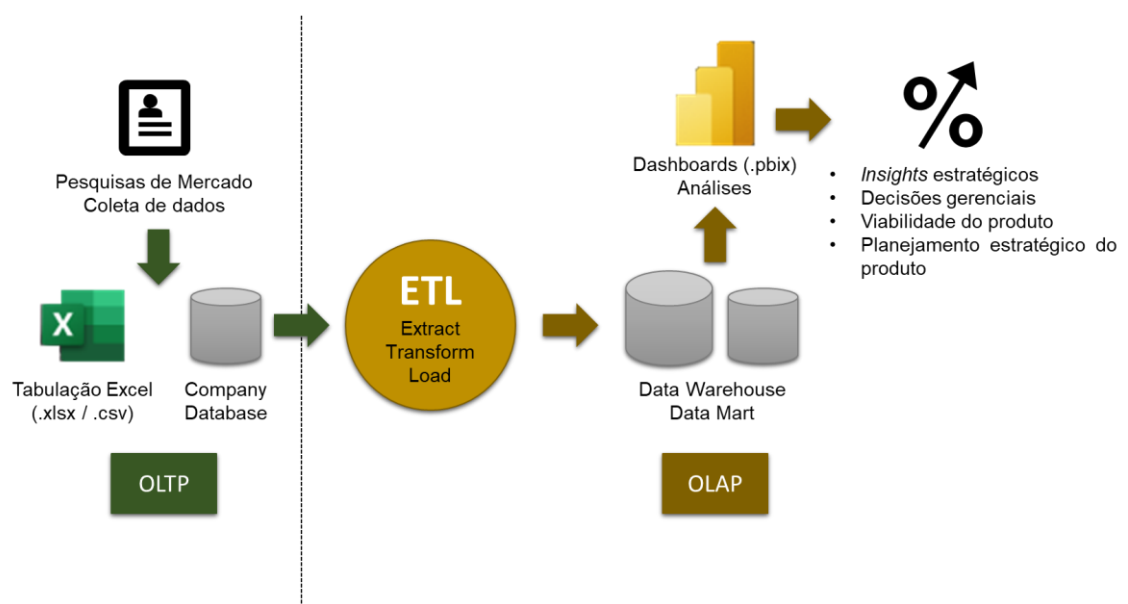 Pesquisas de Mercado
Coleta de dados
X
Tabulação Excel
(.xlsx / .csv)
Company
Database
OLTP
ETL
Extract
Transform
Load
Data Warehouse
Data Mart
OLAP
Dashboards (.pbix)
Análises
%
• Insights estratégicos
• Decisões gerenciais
• Viabilidade do produto
• Planejamento estratégico do
produto